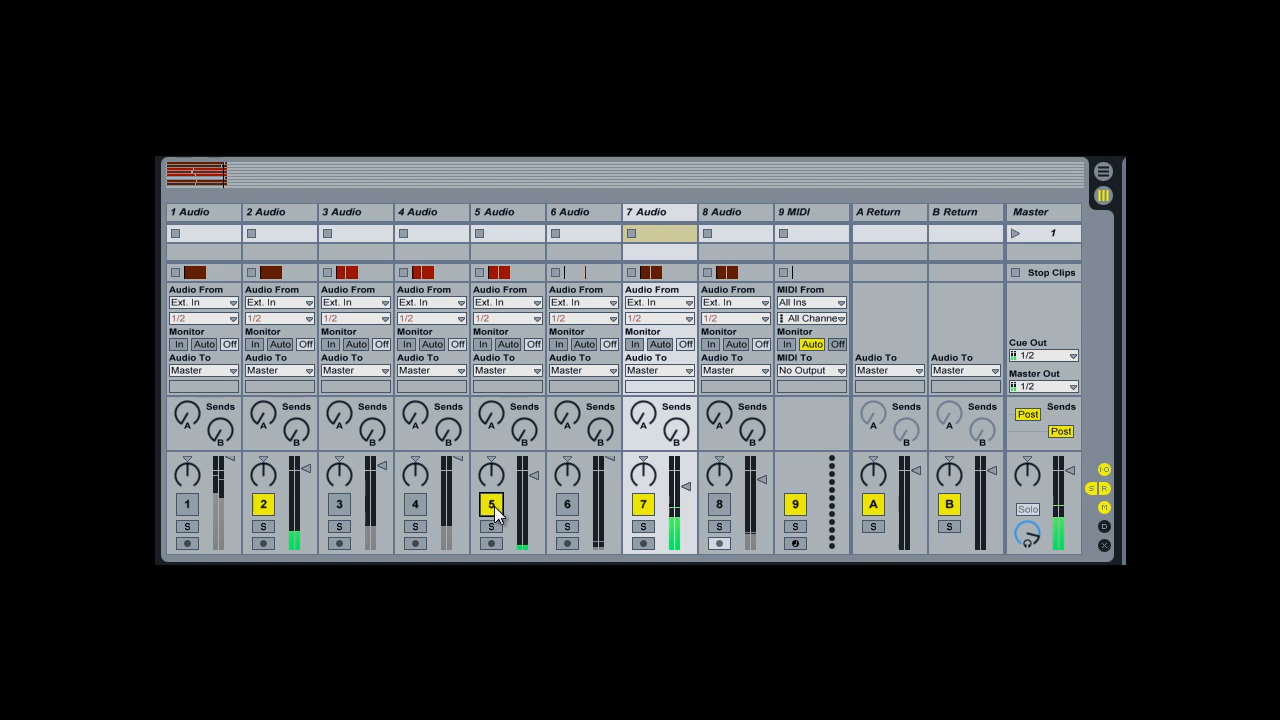 1 Audio 2 Audio 3 Audio 4 Audio 5 Audio 6 Audio 7 Audio 8 Audio 9 MIDI A Return B Return Master
1
Stop Clips
Audio From Audio From Audio From Audio From Audio From Audio From Audio From Audio From MIDI From
Ext. In Ext. In Ext. In Ext. In Ext. In Ext. In Ext. In Ext. In All Ins
1/2 1/2 1/2 1/2 1/2 1/2 1/2 1/2 All Channe
Monitor Monitor Monitor Monitor Monitor Monitor Monitor Monitor Monitor
In Auto Off In Auto Off In Auto Off In Auto Off In Auto Off In Auto Off In Auto Off In Auto Off In Auto Off Cue Out
1/2
Audio To Audio To Audio To Audio To Audio To Audio To Audio To Audio To MIDI To Audio To Audio To
Master Master Master Master Master Master Master Master No Output Master Master Master Out
1/2
Sends Sends Sends Sends Sends Sends Sends Sends Post Sends
A A A A A A A A A A Post
B B B B B B B B B B
1 2 3 4 5 6 7 8 9 A B Solo
S S S S S S S S S S S
I-O
S R
M
D
X